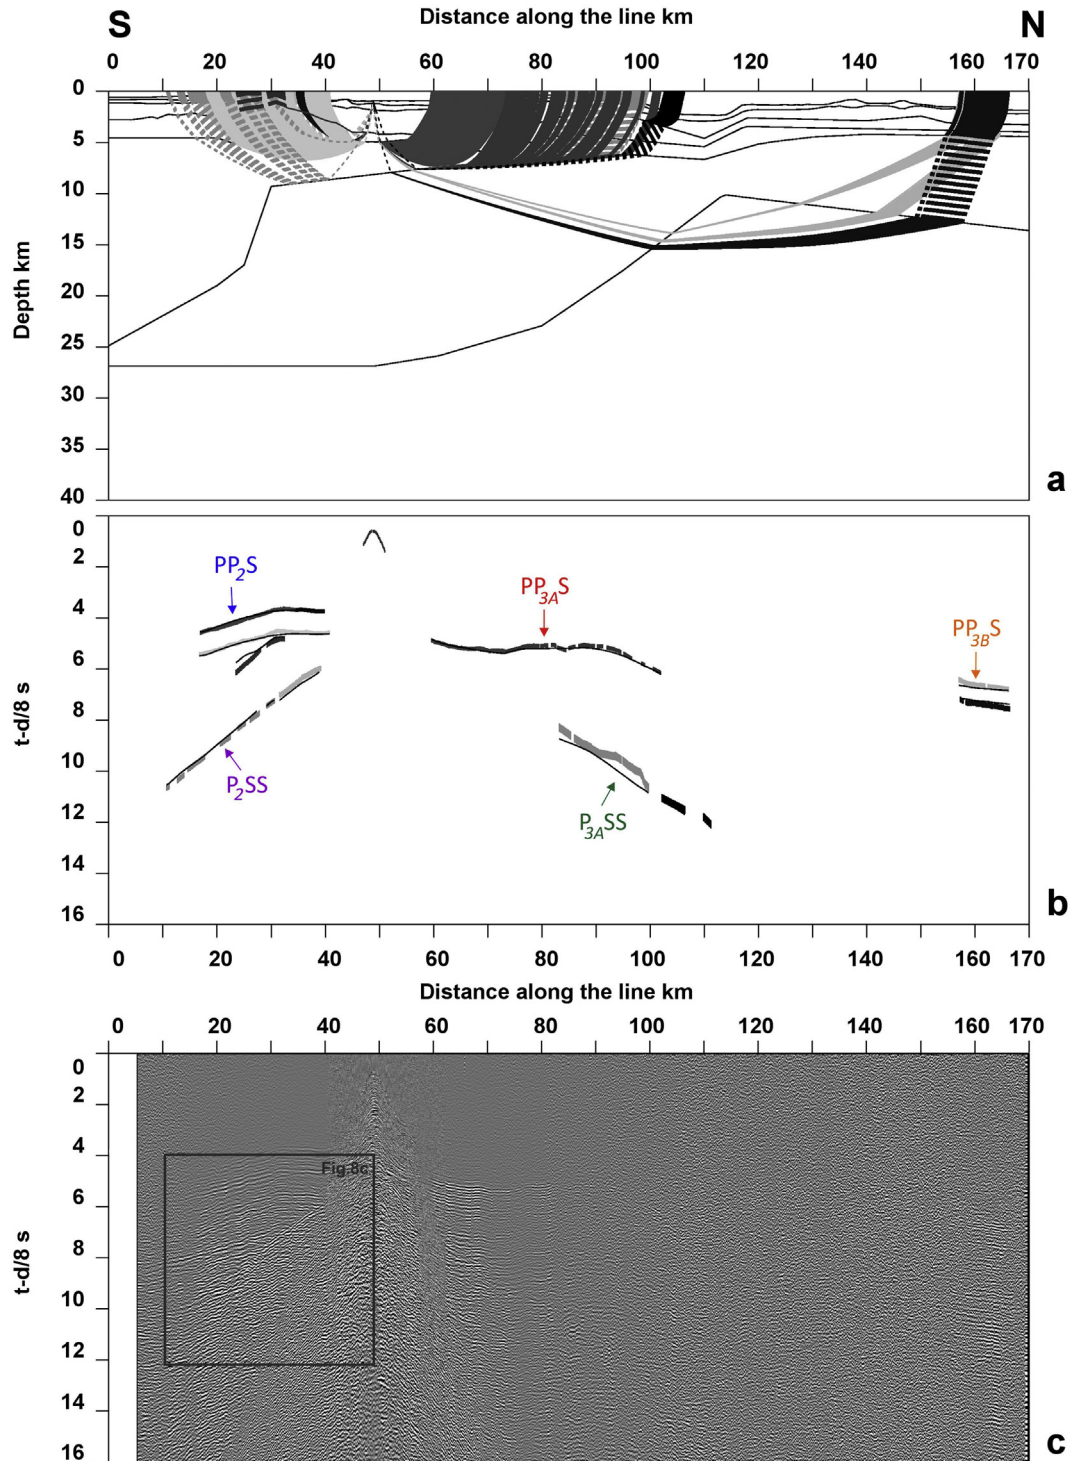 Distance along the line km
S N
0 20 40 60 80 100 120 140 160 170
0
5
10
15
20
25
30
35
40
Depth km
a
0
2
4
6
8
10
12
14
16
t-d/8 s
PP2S
PP3AS
PP3BS
P2SS
P3ASS
b
0 20 40 60 80 100 120 140 160 170
Distance along the line km
0 20 40 60 80 100 120 140 160 170
0
2
4
6
8
10
12
14
16
t-d/8 s
Fig.8c
c